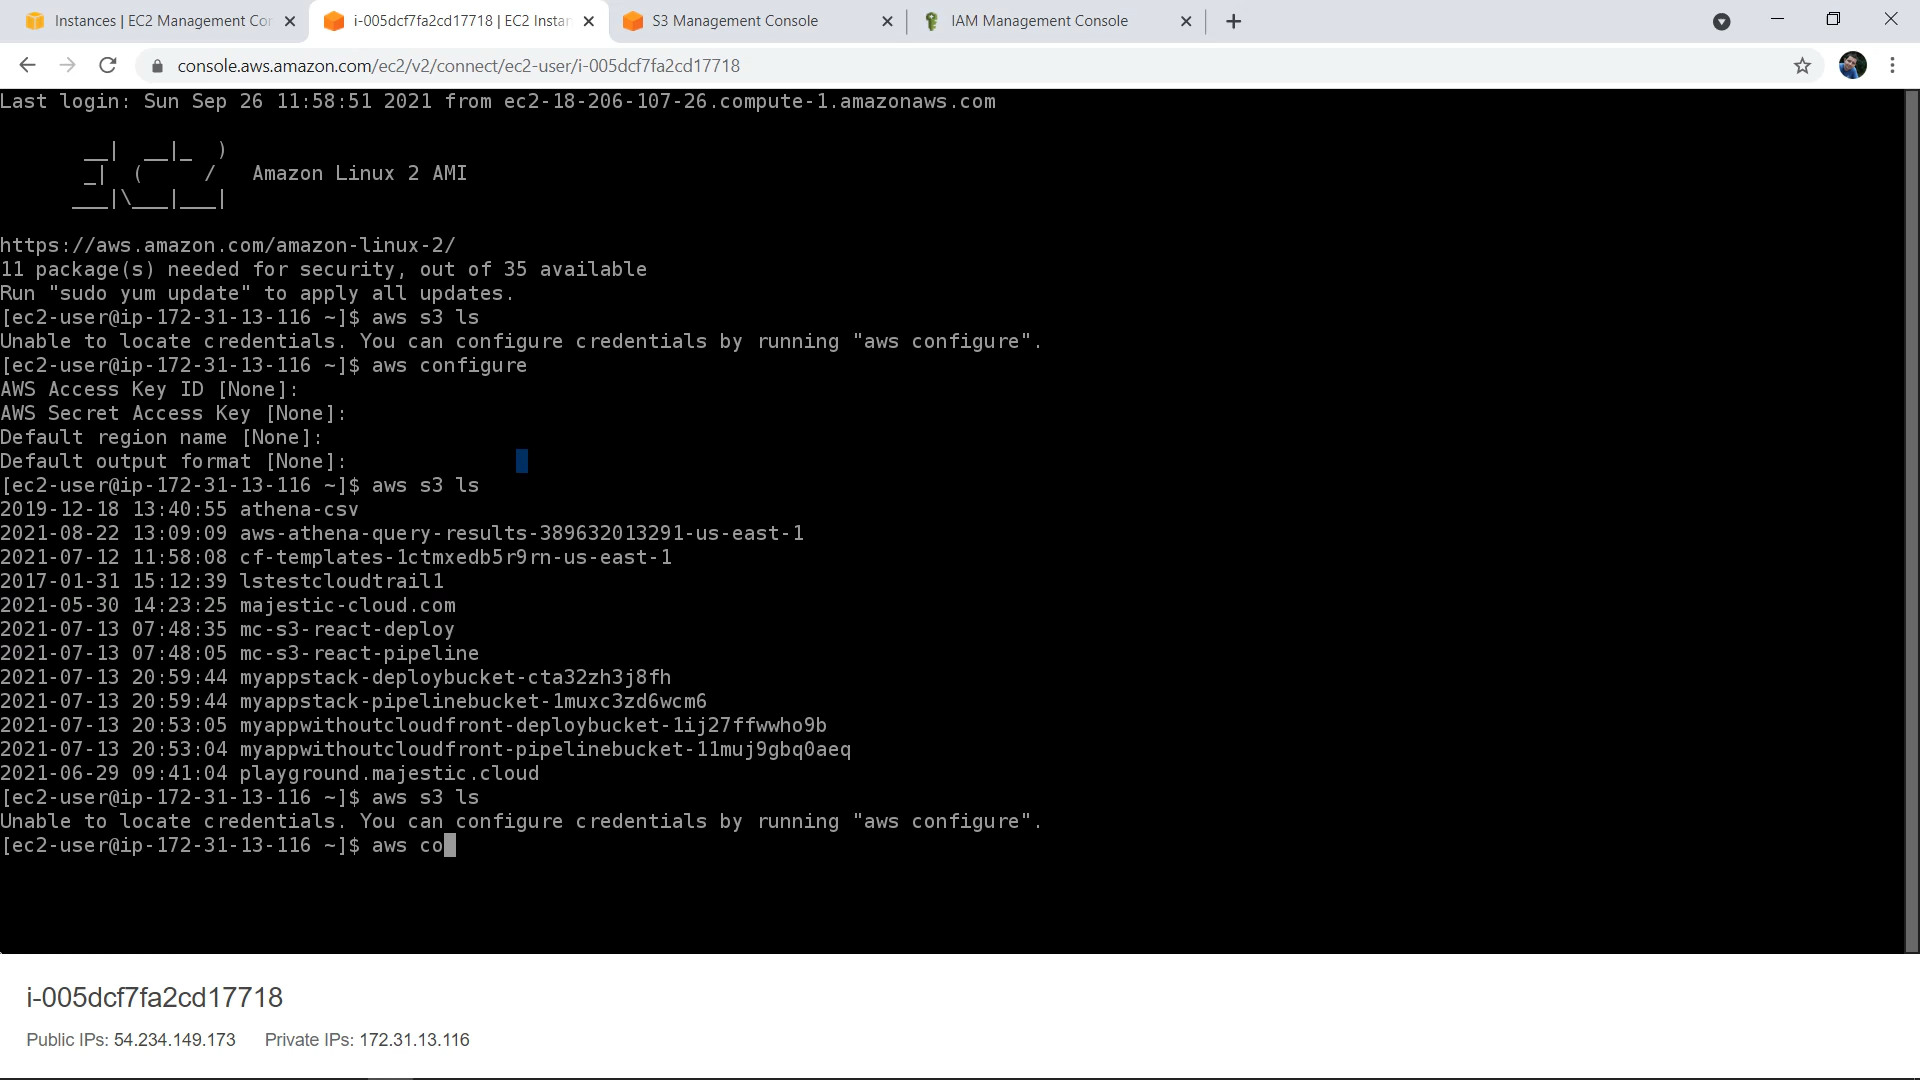 Instances | EC2 Management Con
i-005dcf7fa2cd17718 | EC2 Instan
S3 Management Console
IAM Management Console
console.aws.amazon.com/ec2/v2/connect/ec2-user/i-005dcf7fa2cd17718
Last login: Sun Sep 26 11:58:51 2021 from ec2-18-206-107-26.compute-1.amazonaws.com
__| __|_ )
_| ( / Amazon Linux 2 AMI
___|\___|___|
https://aws.amazon.com/amazon-linux-2/
11 package(s) needed for security, out of 35 available
Run "sudo yum update" to apply all updates.
[ec2-user@ip-172-31-13-116 ~]$ aws s3 ls
Unable to locate credentials. You can configure credentials by running "aws configure".
[ec2-user@ip-172-31-13-116 ~]$ aws configure
AWS Access Key ID [None]:
AWS Secret Access Key [None]:
Default region name [None]:
Default output format [None]:
[ec2-user@ip-172-31-13-116 ~]$ aws s3 ls
2019-12-18 13:40:55 athena-csv
2021-08-22 13:09:09 aws-athena-query-results-389632013291-us-east-1
2021-07-12 11:58:08 cf-templates-1ctmxedb5r9rn-us-east-1
2017-01-31 15:12:39 lstestcloudtrail1
2021-05-30 14:23:25 majestic-cloud.com
2021-07-13 07:48:35 mc-s3-react-deploy
2021-07-13 07:48:05 mc-s3-react-pipeline
2021-07-13 20:59:44 myappstack-deploybucket-cta32zh3j8fh
2021-07-13 20:59:44 myappstack-pipelinebucket-1muxc3zd6wcm6
2021-07-13 20:53:05 myappwithoutcloudfront-deploybucket-1ij27ffwwho9b
2021-07-13 20:53:04 myappwithoutcloudfront-pipelinebucket-11muj9gbq0aeq
2021-06-29 09:41:04 playground.majestic.cloud
[ec2-user@ip-172-31-13-116 ~]$ aws s3 ls
Unable to locate credentials. You can configure credentials by running "aws configure".
[ec2-user@ip-172-31-13-116 ~]$ aws co
i-005dcf7fa2cd17718
Public IPs: 54.234.149.173 Private IPs: 172.31.13.116